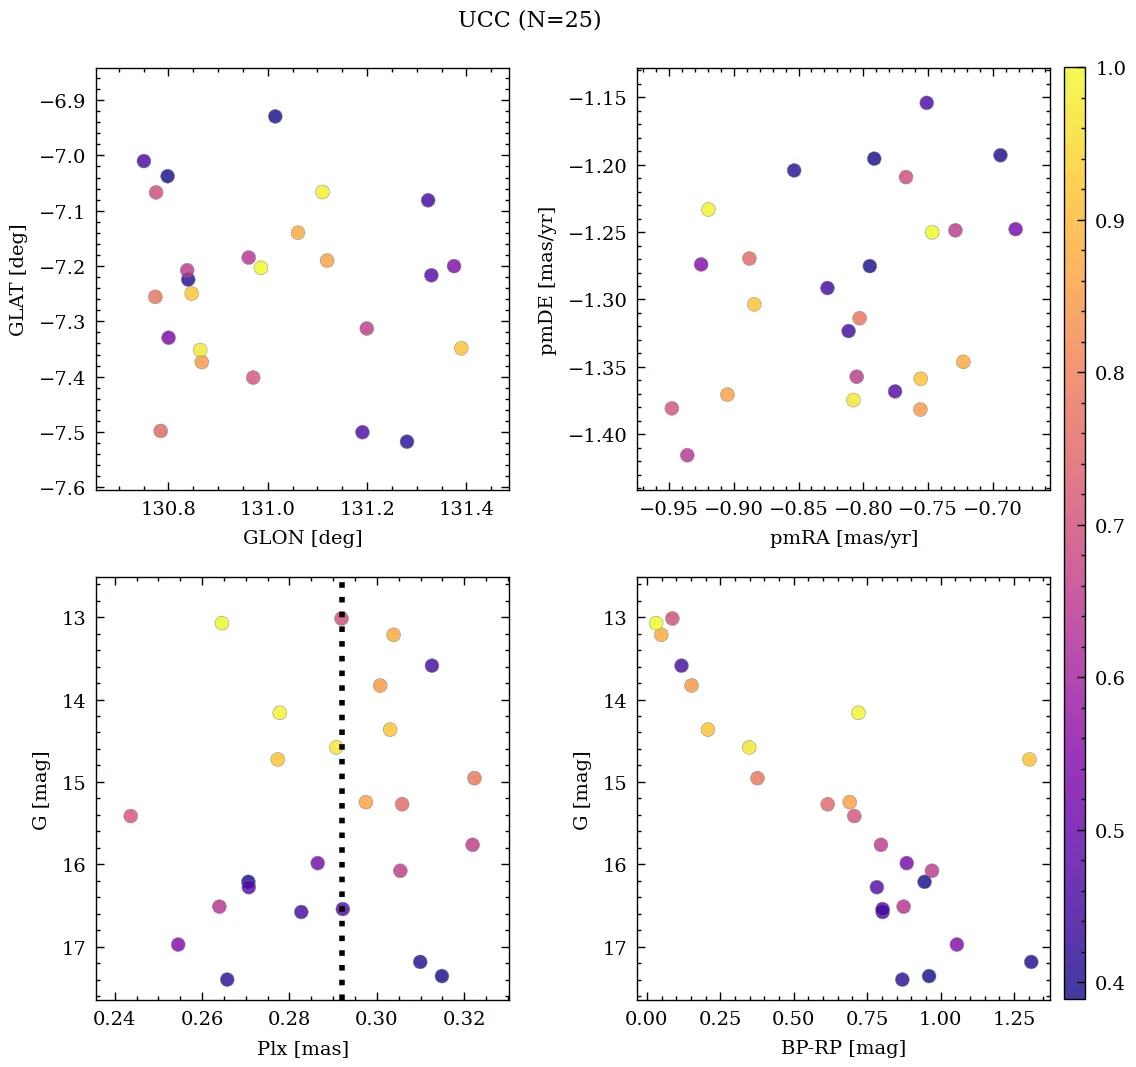 UCC (N=25)
−6.9
−7.0
−7.1
−7.2
−7.3
−7.4
−7.5
−7.6
GLAT [deg]
130.8 131.0 131.2 131.4
GLON [deg]
−1.15
−1.20
−1.25
−1.30
−1.35
−1.40
pmDE [mas/yr]
−0.95 −0.90 −0.85 −0.80 −0.75 −0.70
pmRA [mas/yr]
13
14
15
16
17
G [mag]
0.24 0.26 0.28 0.30 0.32
Plx [mas]
13
14
15
16
17
G [mag]
0.00 0.25 0.50 0.75 1.00 1.25
BP-RP [mag]
1.0
0.9
0.8
0.7
0.6
0.5
0.4